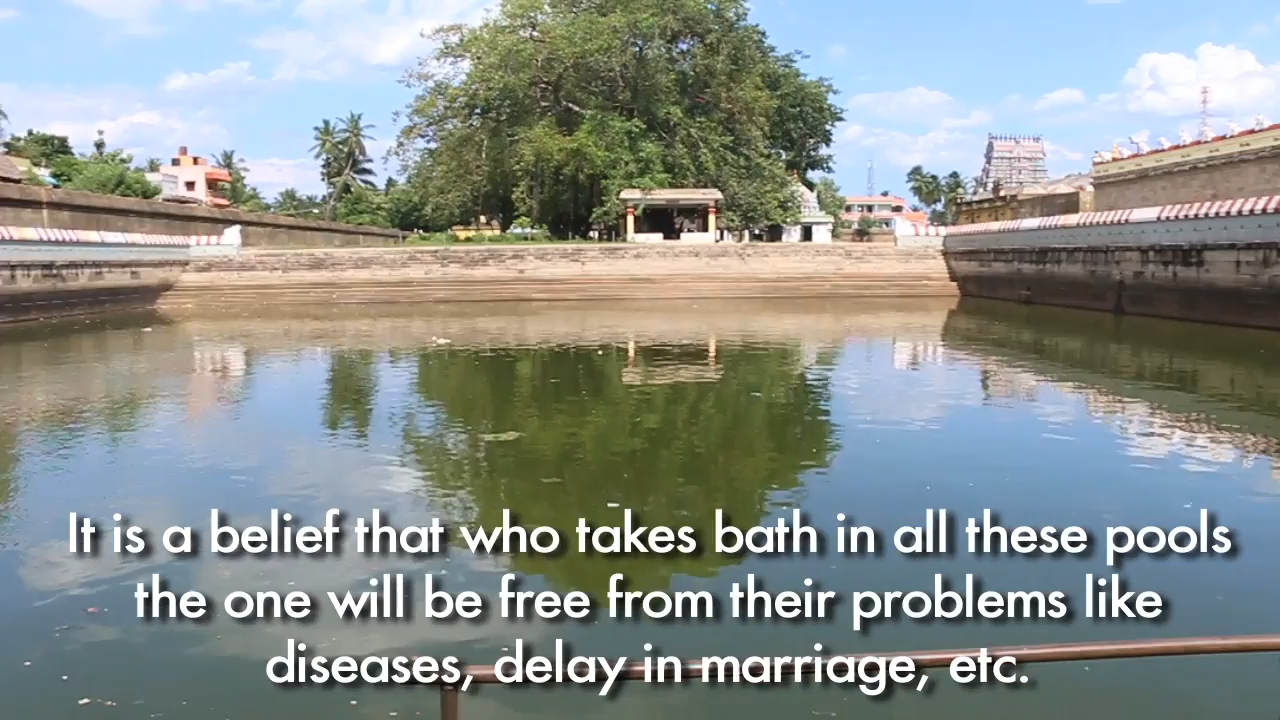 It is a belief that who takes bath in all these pools
the one will be free from their problems like
diseases, delay in marriage, etc.